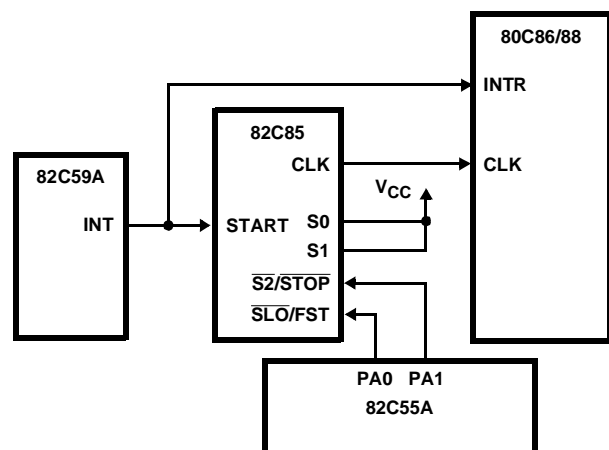 80C86/88
INTR
CLK
82C85
CLK
START
S0
S1
S2/STOP
SLO/FST
VCC
82C59A
INT
PA0 PA1
82C55A